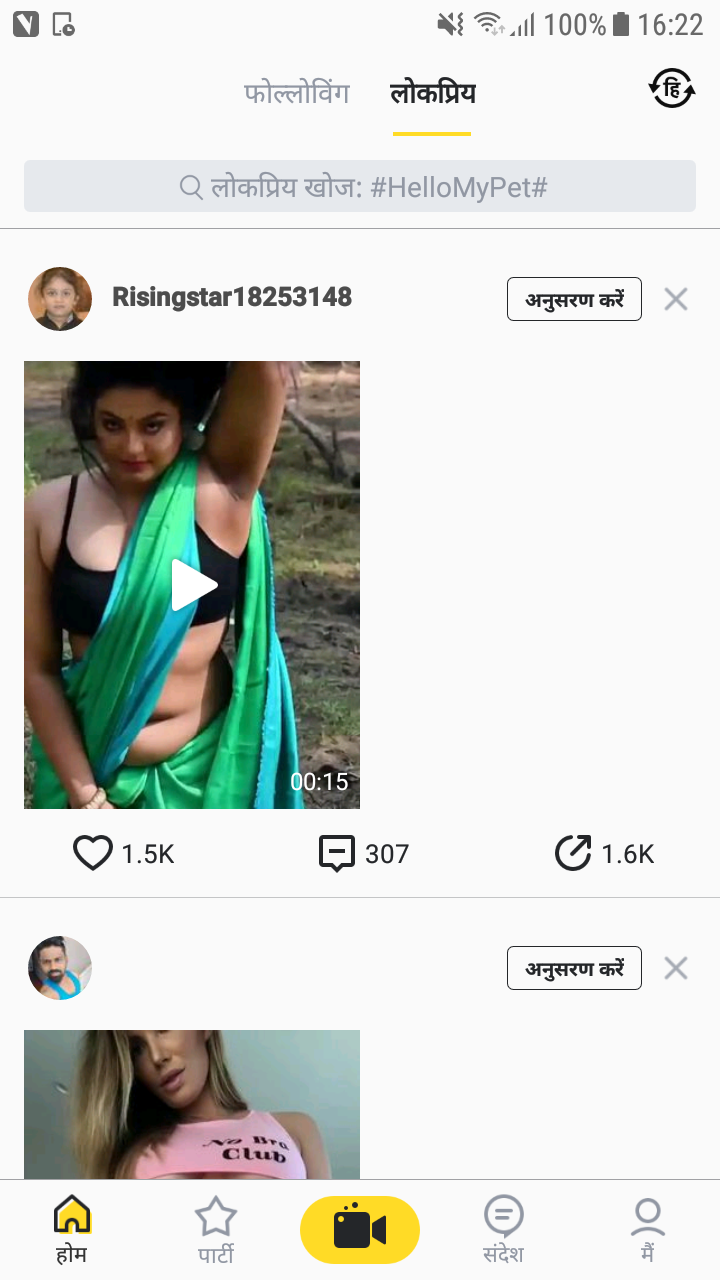 100% 16:22
फोल्लोविंग लोकप्रिय हि
लोकप्रिय खोज: #HelloMyPet#
Risingstar18253148 अनुसरण करें
00:15
1.5K 307 1.6K
अनुसरण करें
No Bra
Club
होम पार्टी संदेश मैं